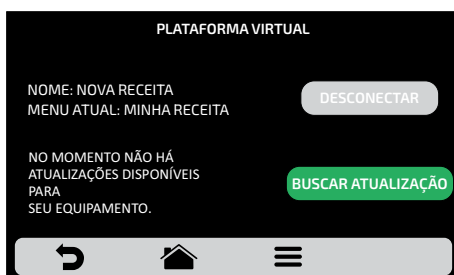 PLATAFORMA VIRTUAL
NOME: NOVA RECEITA
MENU ATUAL: MINHA RECEITA
DESCONECTAR
NO MOMENTO NÃO HÁ
ATUALIZAÇÕES DISPONÍVEIS
PARA
SEU EQUIPAMENTO.
BUSCAR ATUALIZAÇÃO